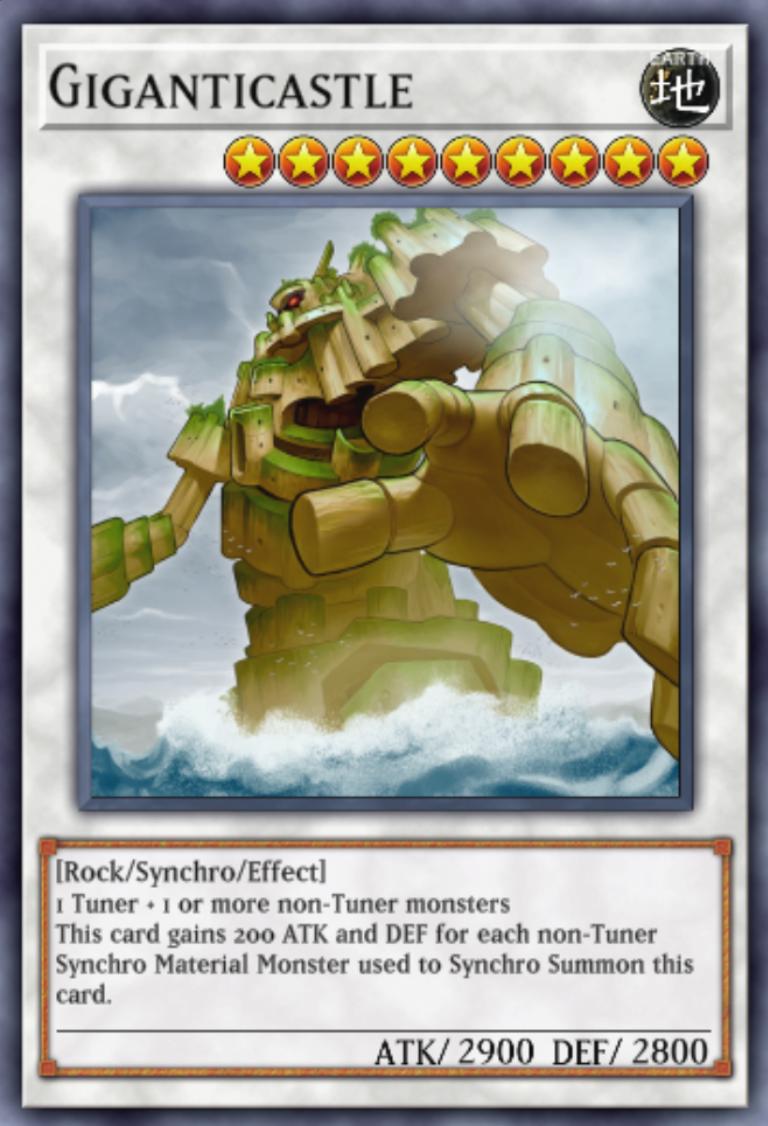 Giganticastle
EARTH
地
[Rock/Synchro/Effect]
1 Tuner + 1 or more non-Tuner monsters
This card gains 200 ATK and DEF for each non-Tuner
Synchro Material Monster used to Synchro Summon this
card.
ATK/ 2900 DEF/ 2800